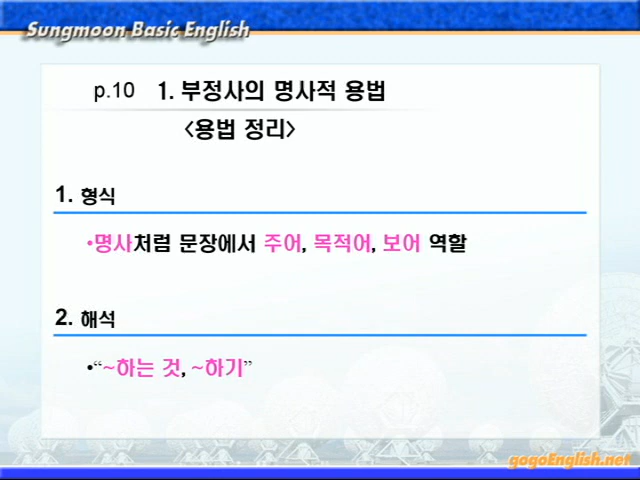 Sungmoon Basic English
p.10 1. 부정사의 명사적 용법
<용법 정리>
1. 형식
•명사처럼 문장에서 주어, 목적어, 보어 역할
2. 해석
•“~하는 것, ~하기”
gogoEnglish.net